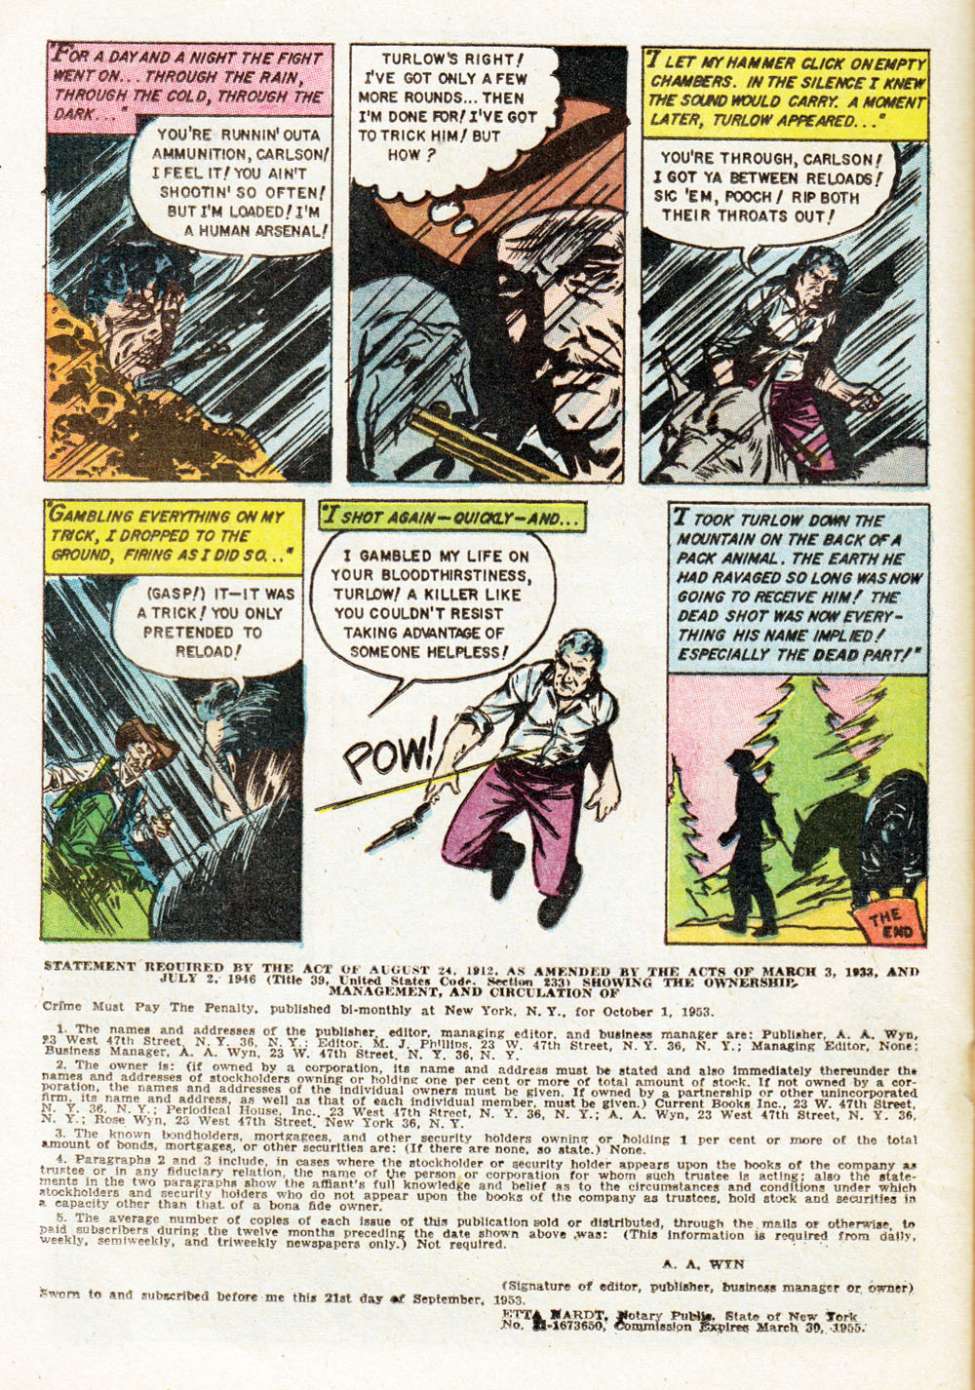 "FOR A DAY AND A NIGHT THE FIGHT
WENT ON... THROUGH THE RAIN,
THROUGH THE COLD, THROUGH THE
DARK..."
YOU'RE RUNNIN' OUTA
AMMUNITION, CARLSON!
I FEEL IT! YOU AIN'T
SHOOTIN' SO OFTEN!
BUT I'M LOADED! I'M
A HUMAN ARSENAL!
TURLOW'S RIGHT!
I'VE GOT ONLY A FEW
MORE ROUNDS... THEN
I'M DONE FOR! I'VE GOT
TO TRICK HIM! BUT
HOW?
"I LET MY HAMMER CLICK ON EMPTY
CHAMBERS. IN THE SILENCE I KNEW
THE SOUND WOULD CARRY. A MOMENT
LATER, TURLOW APPEARED..."
YOU'RE THROUGH, CARLSON!
I GOT YA BETWEEN RELOADS!
SIC 'EM, POOCH! RIP BOTH
THEIR THROATS OUT!
"GAMBLING EVERYTHING ON MY
TRICK, I DROPPED TO THE
GROUND, FIRING AS I DID SO..."
(GASP!) IT—IT WAS
A TRICK! YOU ONLY
PRETENDED TO
RELOAD!
"I SHOT AGAIN—QUICKLY—AND...
I GAMBLED MY LIFE ON
YOUR BLOODTHIRSTINESS,
TURLOW! A KILLER LIKE
YOU COULDN'T RESIST
TAKING ADVANTAGE OF
SOMEONE HELPLESS!
POW!
"I TOOK TURLOW DOWN THE
MOUNTAIN ON THE BACK OF A
PACK ANIMAL. THE EARTH HE
HAD RAVAGED SO LONG WAS NOW
GOING TO RECEIVE HIM! THE
DEAD SHOT WAS NOW EVERY-
THING HIS NAME IMPLIED!
ESPECIALLY THE DEAD PART!"
THE
END
STATEMENT REQUIRED BY THE ACT OF AUGUST 24, 1912, AS AMENDED BY THE ACTS OF MARCH 3, 1933, AND
JULY 2, 1946 (Title 39, United States Code, Section 233) SHOWING THE OWNERSHIP,
MANAGEMENT, AND CIRCULATION OF
Crime Must Pay The Penalty, published bi-monthly at New York, N. Y., for October 1, 1953.
1. The names and addresses of the publisher, editor, managing editor, and business manager are: Publisher, A. A. Wyn,
23 West 47th Street, N. Y. 36, N. Y.; Editor, M. J. Phillips, 23 W. 47th Street, N. Y. 36, N. Y.; Managing Editor, None;
Business Manager, A. A. Wyn, 23 W. 47th Street, N. Y. 36, N. Y.
2. The owner is: (if owned by a corporation, its name and address must be stated and also immediately thereunder the
names and addresses of stockholders owning or holding one per cent or more of total amount of stock. If not owned by a cor-
poration, the names and addresses of the individual owners must be given. If owned by a partnership or other unincorporated
firm, its name and address, as well as that of each individual member, must be given.) Current Books Inc., 23 W. 47th Street,
N. Y. 36, N. Y.; Periodical House, Inc., 23 West 47th Street, N. Y. 36, N. Y.; A. A. Wyn, 23 West 47th Street, N. Y. 36,
N. Y.; Rose Wyn, 23 West 47th Street, New York 36, N. Y.
3. The known bondholders, mortgagees, and other security holders owning or holding 1 per cent or more of the total
amount of bonds, mortgages, or other securities are: (If there are none, so state.) None.
4. Paragraphs 2 and 3 include, in cases where the stockholder or security holder appears upon the books of the company as
trustee or in any fiduciary relation, the name of the person or corporation for whom such trustee is acting; also the state-
ments in the two paragraphs show the affiant's full knowledge and belief as to the circumstances and conditions under which
stockholders and security holders who do not appear upon the books of the company as trustees, hold stock and securities in
a capacity other than that of a bona fide owner.
5. The average number of copies of each issue of this publication sold or distributed, through the mails or otherwise, to
paid subscribers during the twelve months preceding the date shown above was: (This information is required from daily,
weekly, semiweekly, and triweekly newspapers only.) Not required.
A. A. WYN
(Signature of editor, publisher, business manager or owner)
Sworn to and subscribed before me this 21st day of September, 1953.
ETTA HARDT, Notary Public, State of New York
No. 1673650, Commission Expires March 30, 1955.